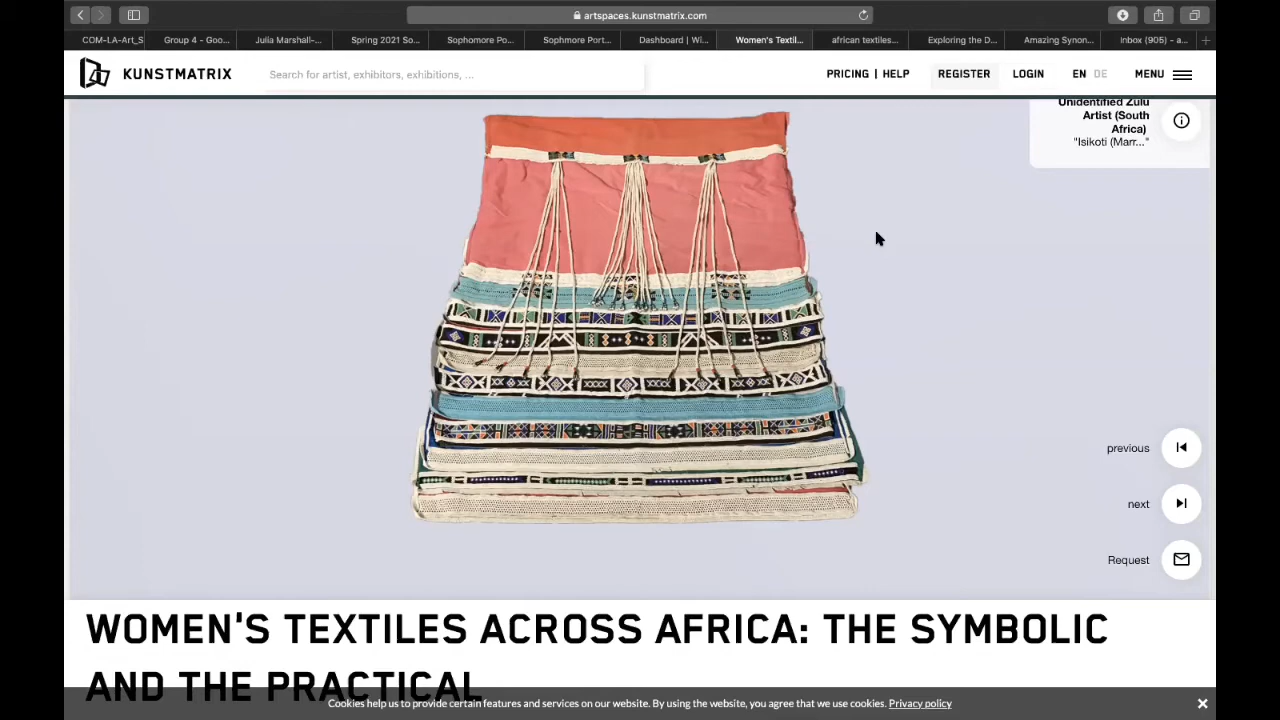 artspaces.kunstmatrix.com
COM-LA-Art_S
Group 4 - Goo...
Julia Marshall-...
Spring 2021 So...
Sophomore Po...
Sophmore Port...
Dashboard | Wi...
Women's Textil...
african textiles...
Exploring the D...
Amazing Synon...
Inbox (905) - a...
KUNSTMATRIX
Search for artist, exhibitors, exhibitions, ...
PRICING | HELP
REGISTER
LOGIN
EN DE
MENU
Unidentified Zulu
Artist (South
Africa)
"Isikoti (Marr..."
previous
next
Request
WOMEN'S TEXTILES ACROSS AFRICA: THE SYMBOLIC
AND THE PRACTICAL
Cookies help us to provide certain features and services on our website. By using the website, you agree that we use cookies. Privacy policy